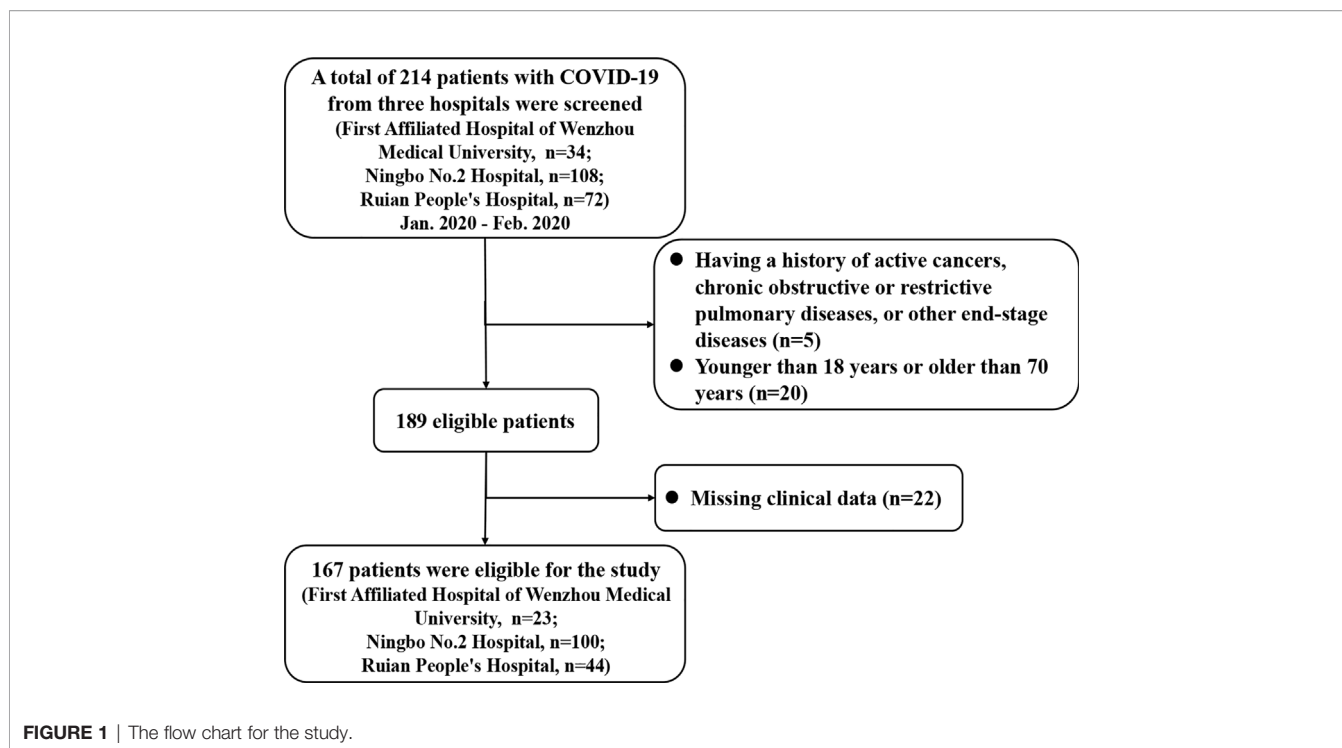 A total of 214 patients with COVID-19
from three hospitals were screened
(First Affiliated Hospital of Wenzhou
Medical University, n=34;
Ningbo No.2 Hospital, n=108;
Ruian People's Hospital, n=72)
Jan. 2020 - Feb. 2020
● Having a history of active cancers,
chronic obstructive or restrictive
pulmonary diseases, or other end-stage
diseases (n=5)
● Younger than 18 years or older than 70
years (n=20)
189 eligible patients
● Missing clinical data (n=22)
167 patients were eligible for the study
(First Affiliated Hospital of Wenzhou Medical
University, n=23;
Ningbo No.2 Hospital, n=100;
Ruian People's Hospital, n=44)
FIGURE 1 | The flow chart for the study.